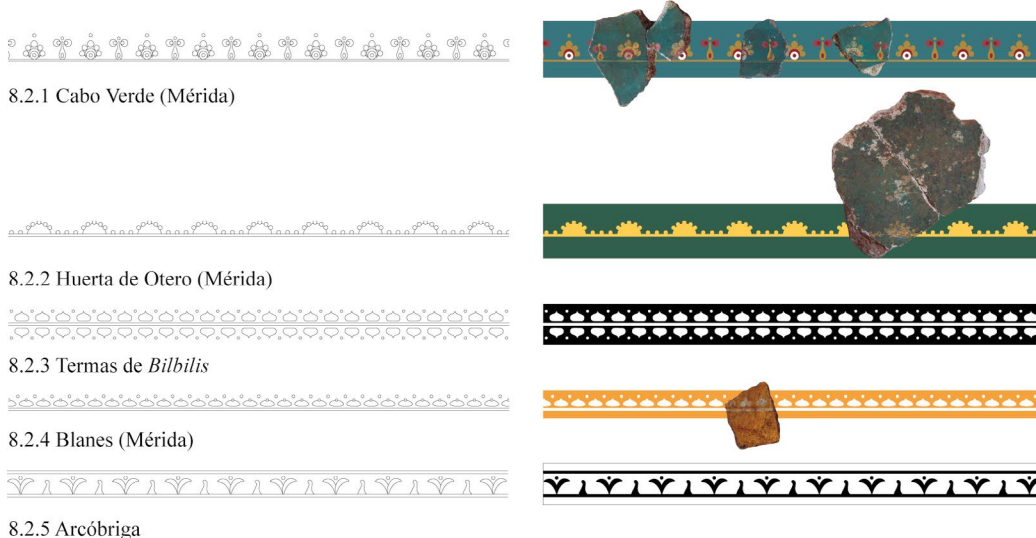 8.2.1 Cabo Verde (Mérida)
8.2.2 Huerta de Otero (Mérida)
8.2.3 Termas de Bilbilis
8.2.4 Blanes (Mérida)
8.2.5 Arcóbriga